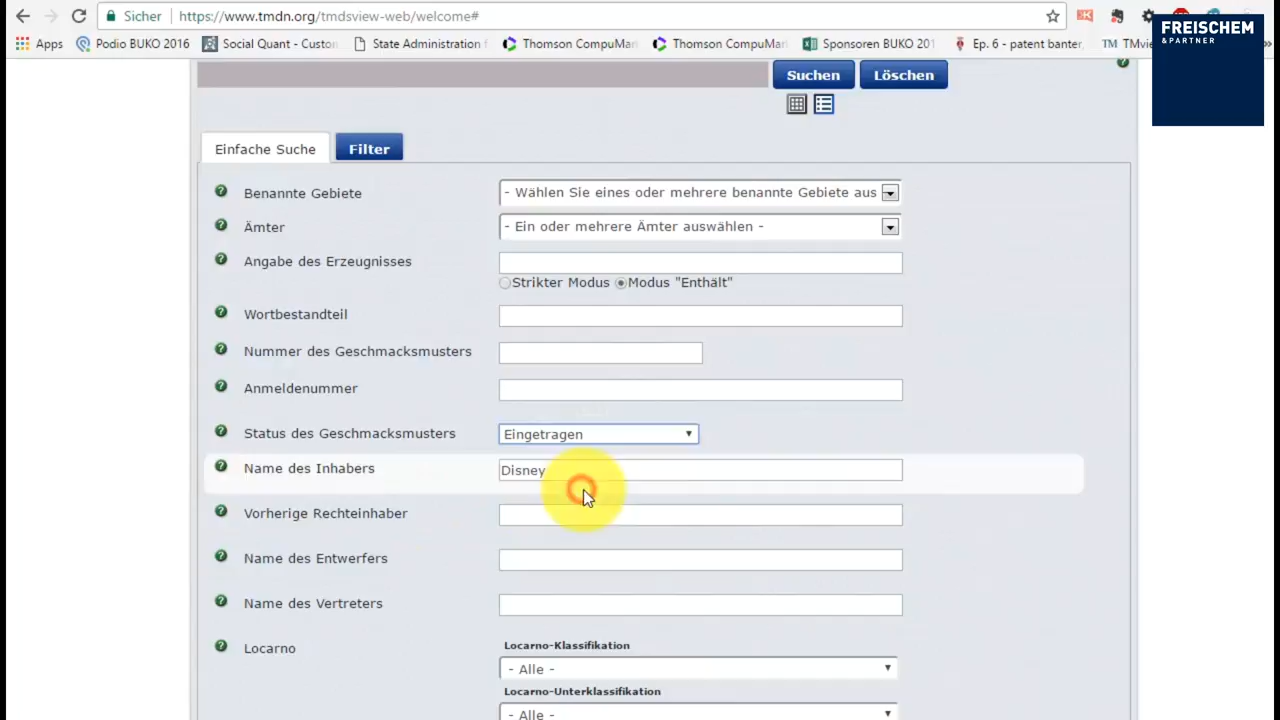 Sicher
https://www.tmdn.org/tmdsview-web/welcome#
Apps
Podio BUKO 2016
Social Quant - Custom
State Administration f
Thomson CompuMar
Thomson CompuMar
Sponsoren BUKO 201
Ep. 6 - patent banter
TM TMvie
FREISCHEM
& PARTNER
Suchen
Löschen
Einfache Suche
Filter
Benannte Gebiete
- Wählen Sie eines oder mehrere benannte Gebiete aus
Ämter
- Ein oder mehrere Ämter auswählen -
Angabe des Erzeugnisses
Strikter Modus
Modus "Enthält"
Wortbestandteil
Nummer des Geschmacksmusters
Anmeldenummer
Status des Geschmacksmusters
Eingetragen
Name des Inhabers
Disney
Vorherige Rechteinhaber
Name des Entwerfers
Name des Vertreters
Locarno
Locarno-Klassifikation
- Alle -
Locarno-Unterklassifikation
- Alle -